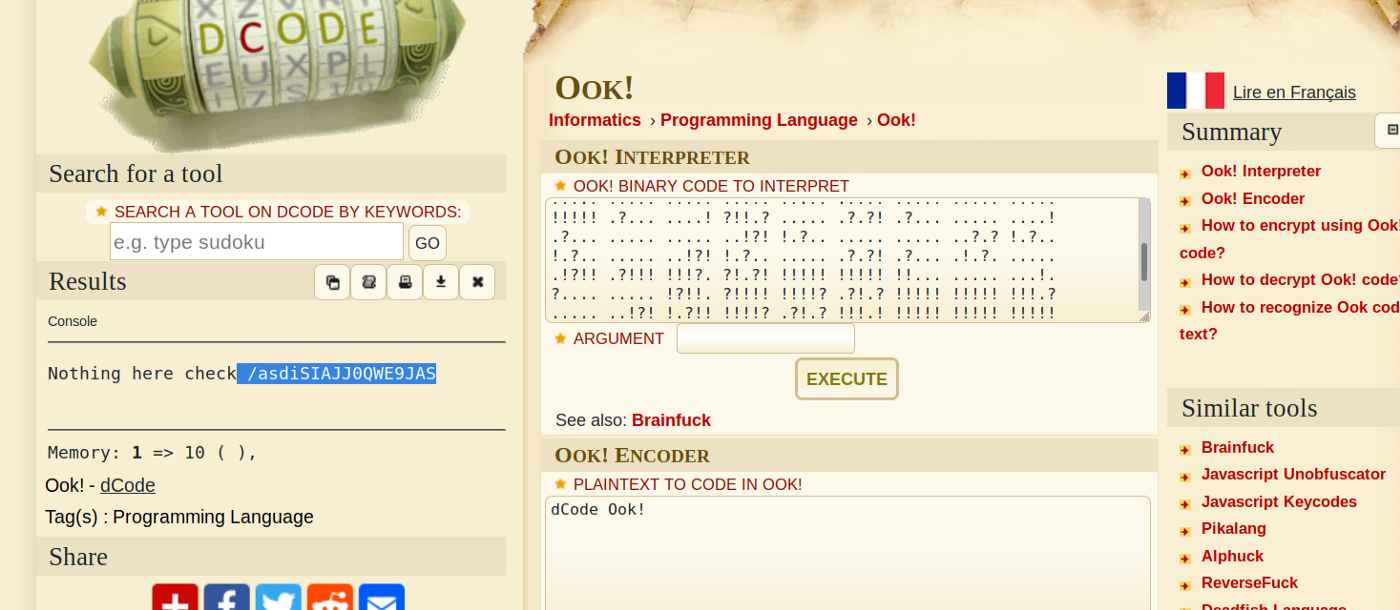 DCODE
Search for a tool
SEARCH A TOOL ON DCODE BY KEYWORDS:
e.g. type sudoku
GO
Results
Console
Nothing here check /asdiSIAJJ0QWE9JAS
Memory: 1 => 10 ( ),
Ook! - dCode
Tag(s) : Programming Language
Share
OOK!
Informatics › Programming Language › Ook!
OOK! INTERPRETER
OOK! BINARY CODE TO INTERPRET
!!!!! .?... ....! ?!!.? ..... .?.?! .?... ..... ....!
.?... ..... ..... ..!?! !.?.. ..... ..... ..?.? !.?..
!.?.. ..... ..!?! !.?.. ..... .?.?! .?... .!.?. .....
.!?!! .?!!! !!!?. ?!.?! !!!!! !!!!! !!... ..... ...!.
?.... ..... !?!!. ?!!!! !!!!? .?!.? !!!!! !!!!! !!!.?
..... ..!?! !.?!! !!!!? .?!.? !!!.! !!!!! !!!!! !!!!!
ARGUMENT
EXECUTE
See also: Brainfuck
OOK! ENCODER
PLAINTEXT TO CODE IN OOK!
dCode Ook!
Lire en Français
Summary
Ook! Interpreter
Ook! Encoder
How to encrypt using Ook!
code?
How to decrypt Ook! code?
How to recognize Ook
text?
Similar tools
Brainfuck
Javascript Unobfuscator
Javascript Keycodes
Pikalang
Alphuck
ReverseFuck
Deadfish Language